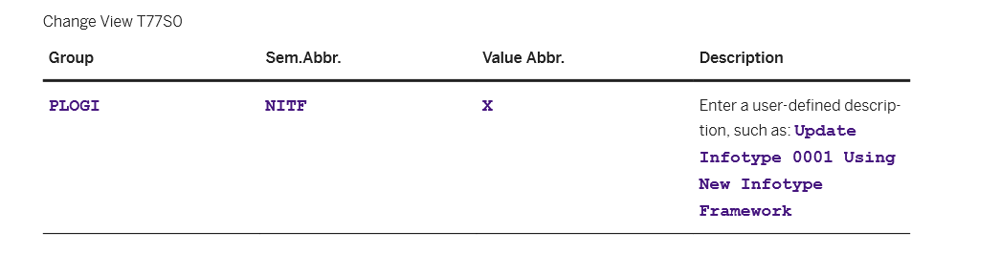 Change View T77S0
Group Sem.Abbr. Value Abbr. Description
PLOGI NITF X Enter a user-defined descrip-
tion, such as: Update
Infotype 0001 Using
New Infotype
Framework